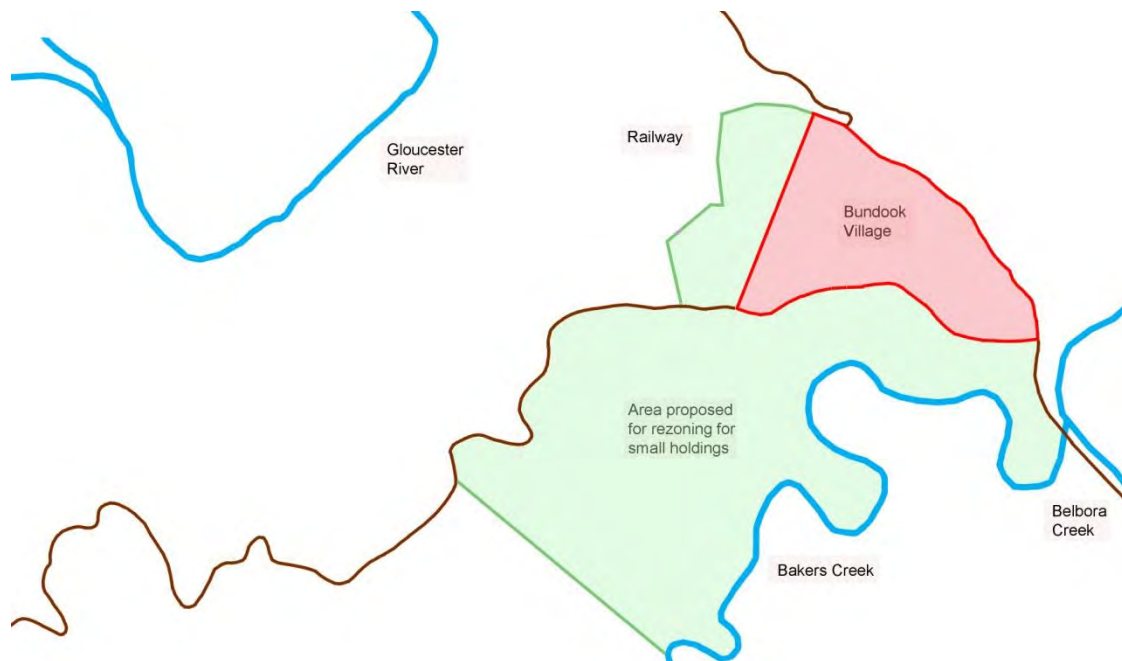 Railway
Gloucester
River
Bundook
Village
Area proposed
for rezoning for
small holdings
Belbora
Creek
Bakers Creek